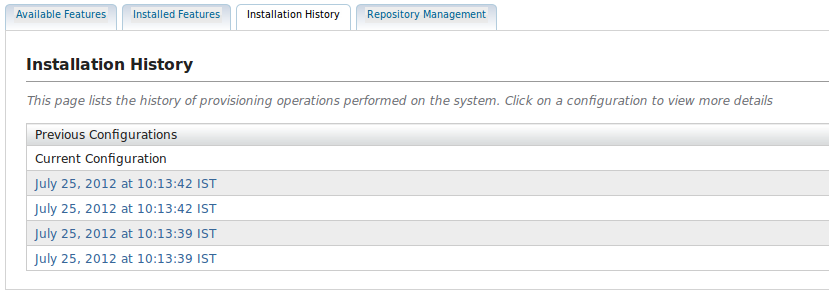 Available Features Installed Features Installation History Repository Management
Installation History
This page lists the history of provisioning operations performed on the system. Click on a configuration to view more details
Previous Configurations
Current Configuration
July 25, 2012 at 10:13:42 IST
July 25, 2012 at 10:13:42 IST
July 25, 2012 at 10:13:39 IST
July 25, 2012 at 10:13:39 IST